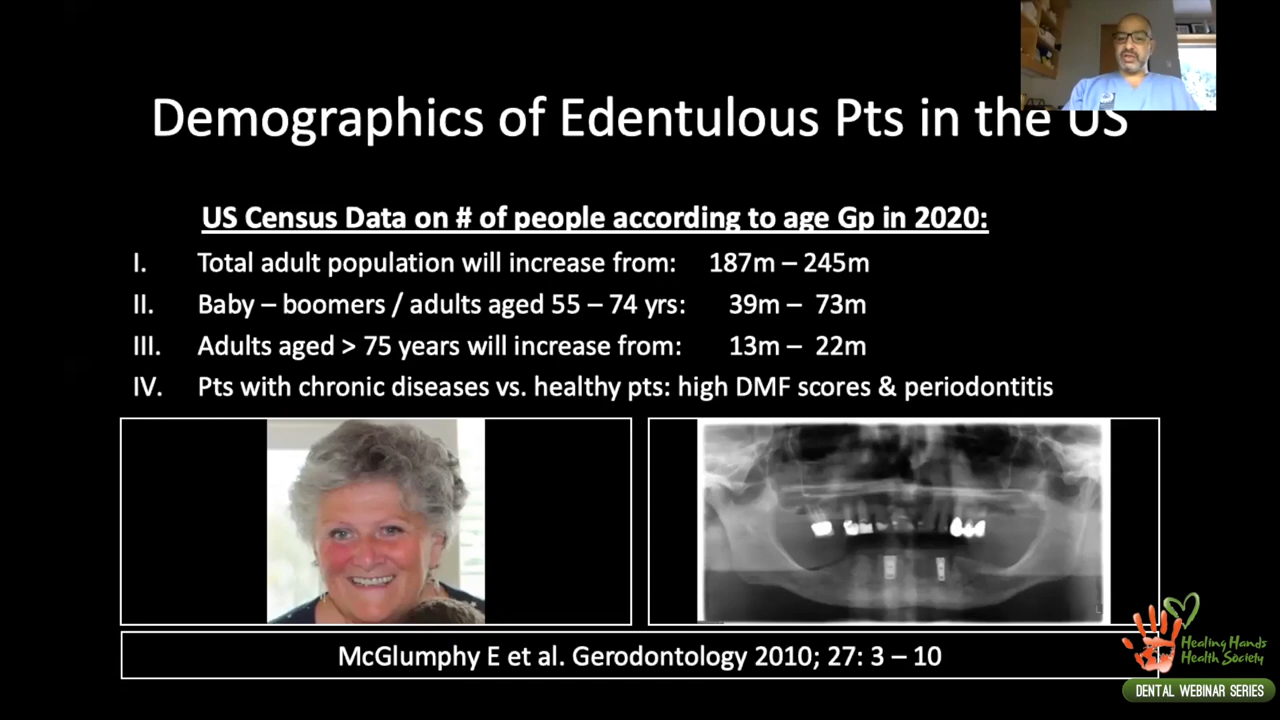 Demographics of Edentulous Pts in the US
US Census Data on # of people according to age Gp in 2020:
I. Total adult population will increase from: 187m – 245m
II. Baby – boomers / adults aged 55 – 74 yrs: 39m – 73m
III. Adults aged > 75 years will increase from: 13m – 22m
IV. Pts with chronic diseases vs. healthy pts: high DMF scores & periodontitis
L
McGlumphy E et al. Gerodontology 2010; 27: 3 – 10
Healing Hands
Health Society
DENTAL WEBINAR SERIES